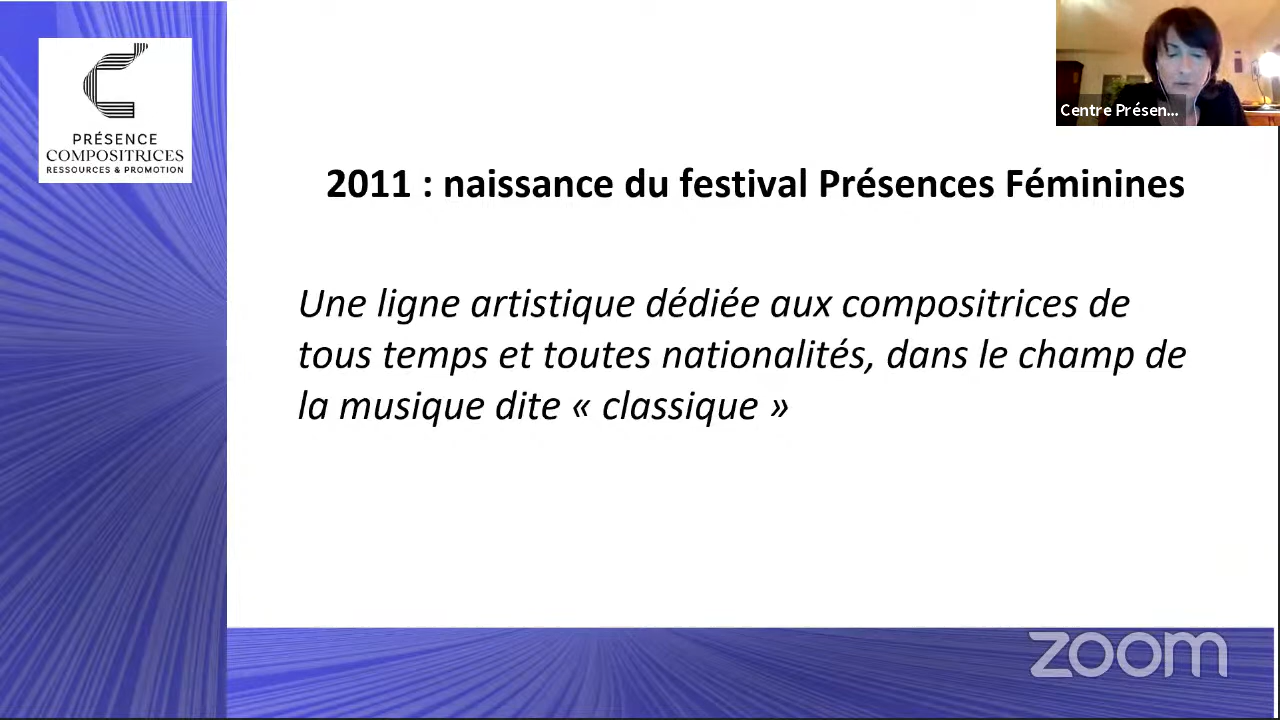 PRÉSENCE
COMPOSITRICES
RESSOURCES & PROMOTION
Centre Présen...
2011 : naissance du festival Présences Féminines
Une ligne artistique dédiée aux compositrices de
tous temps et toutes nationalités, dans le champ de
la musique dite « classique »
zoom